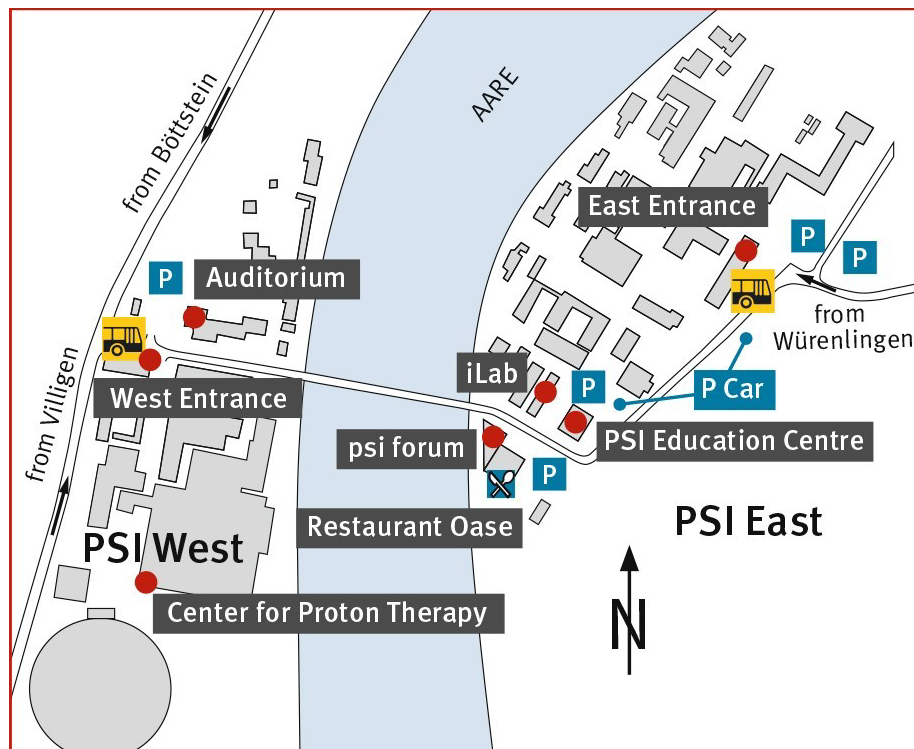 AARE
from Böttstein
East Entrance
P
P
P
Auditorium
from
Würenlingen
iLab
P
P Car
West Entrance
from Villigen
psi forum
PSI Education Centre
P
Restaurant Oase
PSI East
PSI West
Center for Proton Therapy
N